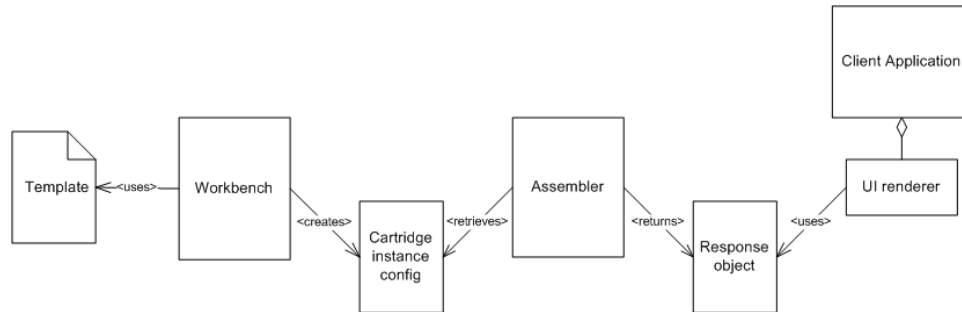 Client Application
Template
<uses>
Workbench
Assembler
UI renderer
<creates>
<retrieves>
<returns>
<uses>
Cartridge
instance
config
Response
object